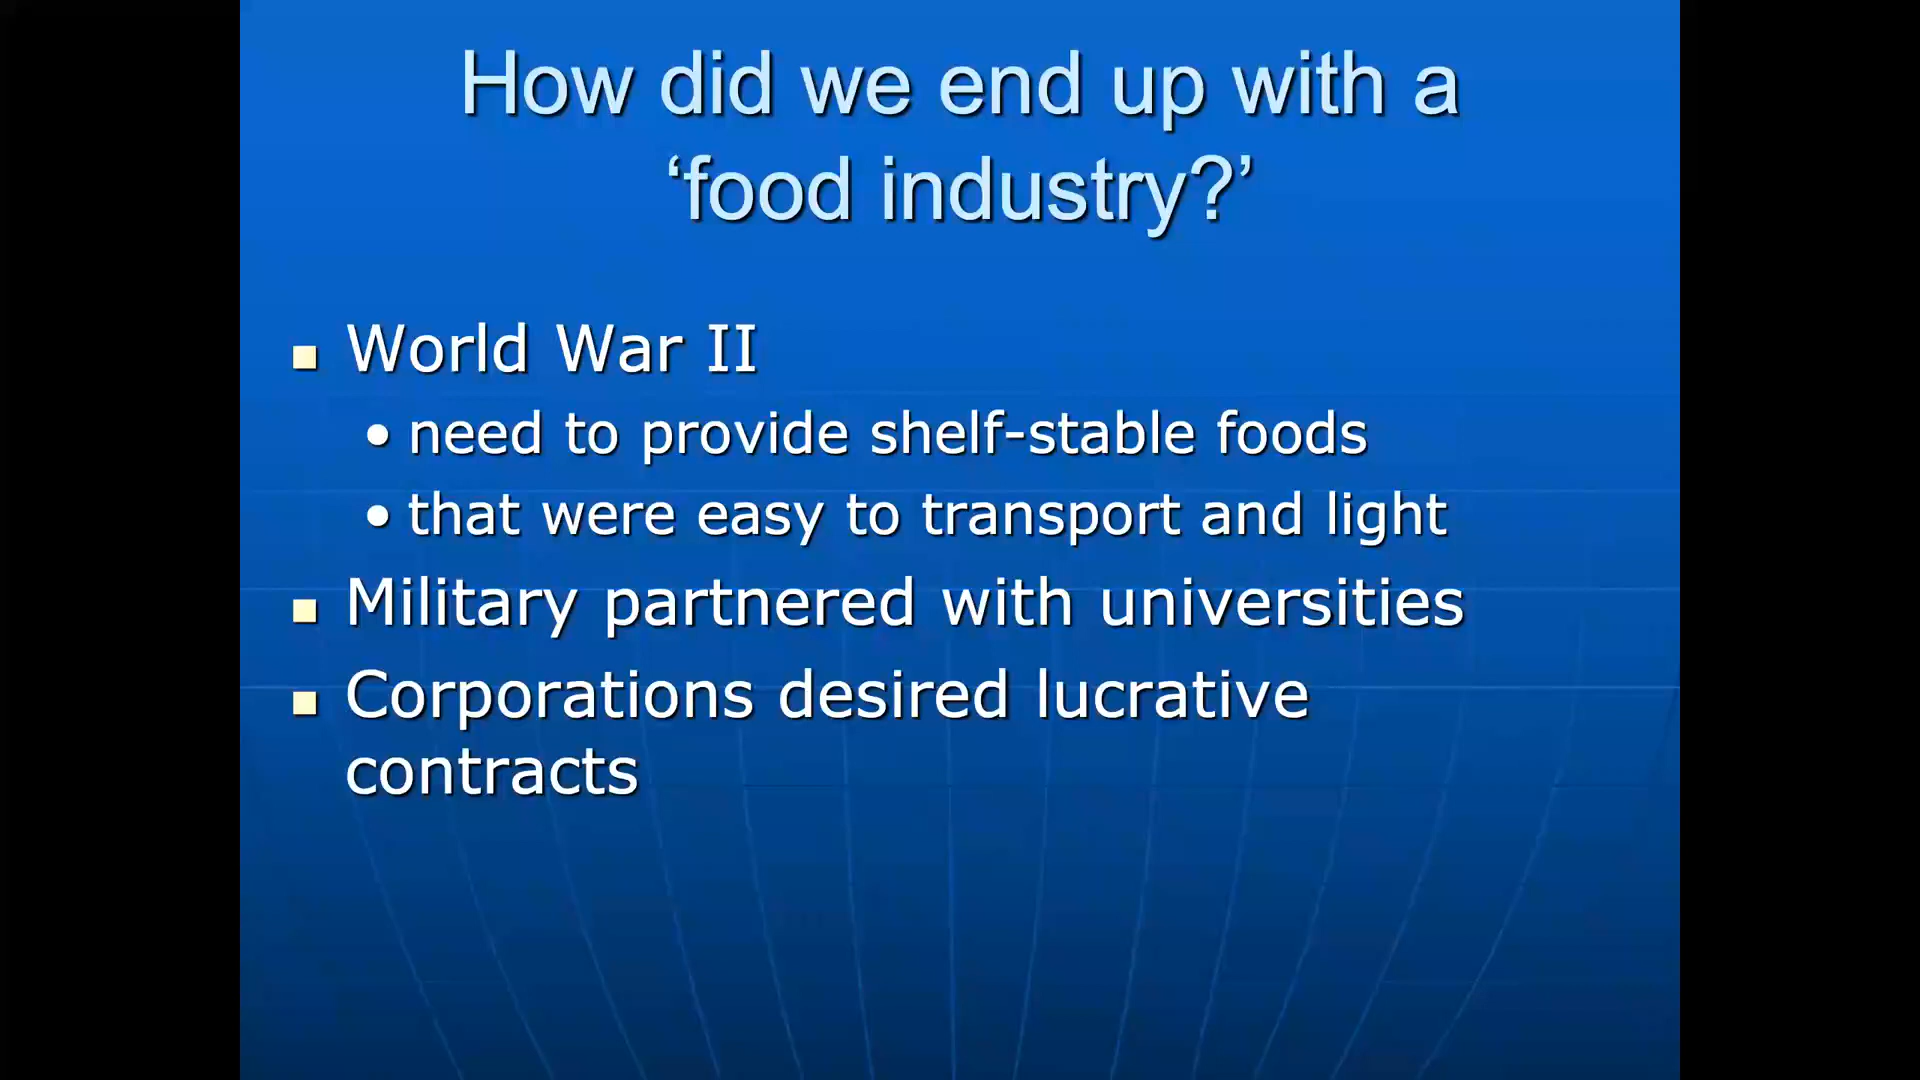 How did we end up with a
‘food industry?’
World War II
• need to provide shelf-stable foods
• that were easy to transport and light
Military partnered with universities
Corporations desired lucrative
contracts